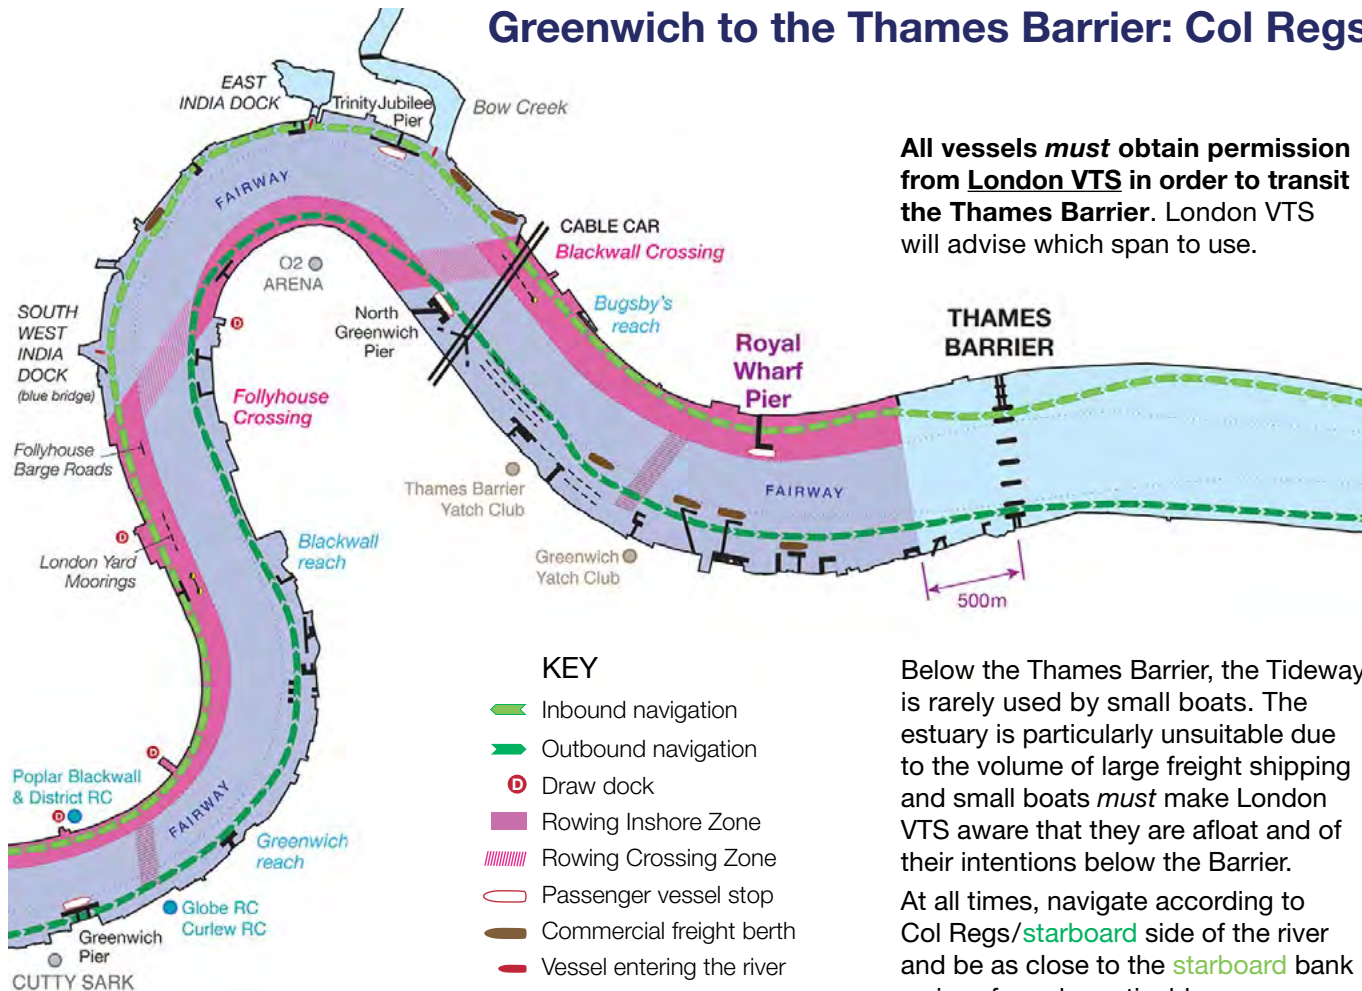 Greenwich to the Thames Barrier: Col Regs
EAST
INDIA DOCK
Trinity Jubilee
Pier
Bow Creek
All vessels must obtain permission
from London VTS in order to transit
the Thames Barrier. London VTS
will advise which span to use.
FAIRWAY
CABLE CAR
Blackwall Crossing
O2
ARENA
Bugsby's
reach
North
Greenwich
Pier
SOUTH
WEST
INDIA
DOCK
(blue bridge)
D
THAMES
BARRIER
Royal
Wharf
Pier
Follyhouse
Crossing
Follyhouse
Barge Roads
Thames Barrier
Yatch Club
FAIRWAY
D
London Yard
Moorings
Blackwall
reach
Greenwich
Yatch Club
500m
D
Poplar Blackwall
& District RC
D
FAIRWAY
Greenwich
reach
Globe RC
Curlew RC
Greenwich
Pier
CUTTY SARK
KEY
Inbound navigation
Outbound navigation
D Draw dock
Rowing Inshore Zone
Rowing Crossing Zone
Passenger vessel stop
Commercial freight berth
Vessel entering the river
Below the Thames Barrier, the Tideway
is rarely used by small boats. The
estuary is particularly unsuitable due
to the volume of large freight shipping
and small boats must make London
VTS aware that they are afloat and of
their intentions below the Barrier.
At all times, navigate according to
Col Regs/starboard side of the river
and be as close to the starboard bank